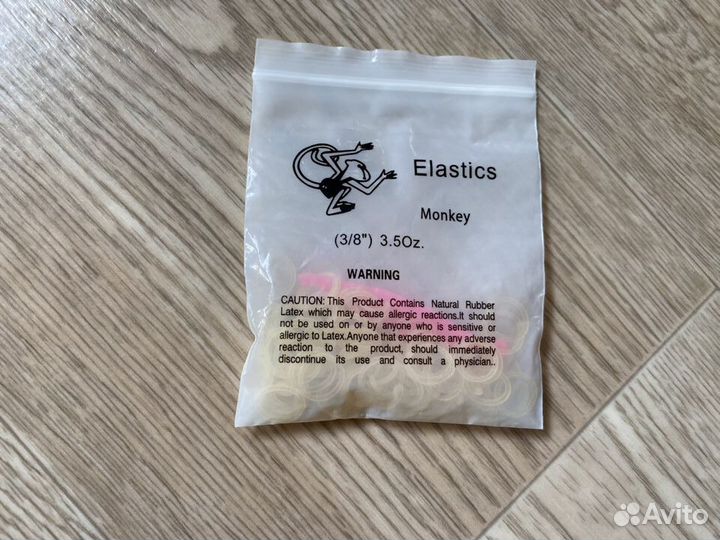 Elastics
Monkey
(3/8") 3.5Oz.
WARNING
CAUTION: This Product Contains Natural Rubber
Latex which may cause allergic reactions.It should
not be used on or by anyone who is sensitive or
allergic to Latex.Anyone that experiences any adverse
reaction to the product, should immediately
discontinue its use and consult a physician..
Avito